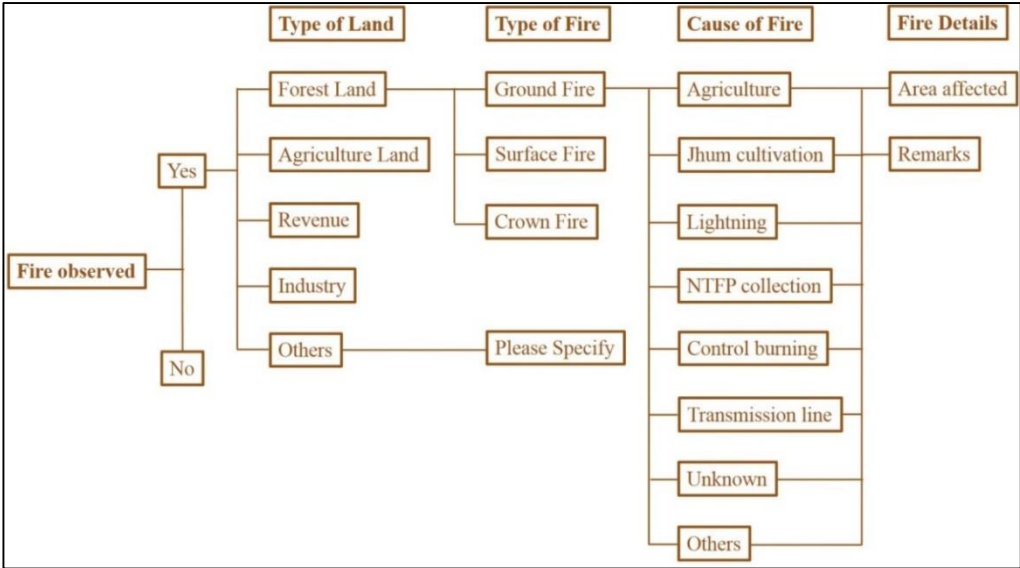 Type of Land
Type of Fire
Cause of Fire
Fire Details
Forest Land
Ground Fire
Agriculture
Area affected
Yes
Agriculture Land
Surface Fire
Jhum cultivation
Remarks
Revenue
Crown Fire
Lightning
Fire observed
Industry
NTFP collection
No
Others
Please Specify
Control burning
Transmission line
Unknown
Others